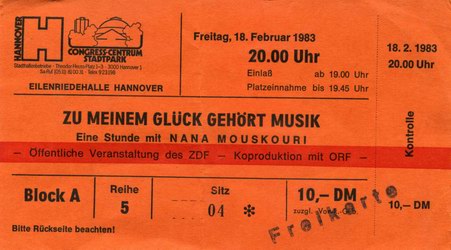 HANNOVER
CONGRESS-CENTRUM
STADTPARK
EILENRIEDEHALLE HANNOVER
Freitag, 18. Februar 1983
20.00 Uhr
Einlaß ab 19.00 Uhr
Platzeinnahme bis 19.45 Uhr
18. 2. 1983
20.00 Uhr
ZU MEINEM GLÜCK GEHÖRT MUSIK
Eine Stunde mit NANA MOUSKOURI
– Öffentliche Veranstaltung des ZDF – Koproduktion mit ORF –
Block A
Reihe
5
Sitz
04 *
10,– DM
zuzgl.
Freikarte
Bitte Rückseite beachten!
Kontrolle
10,– DM